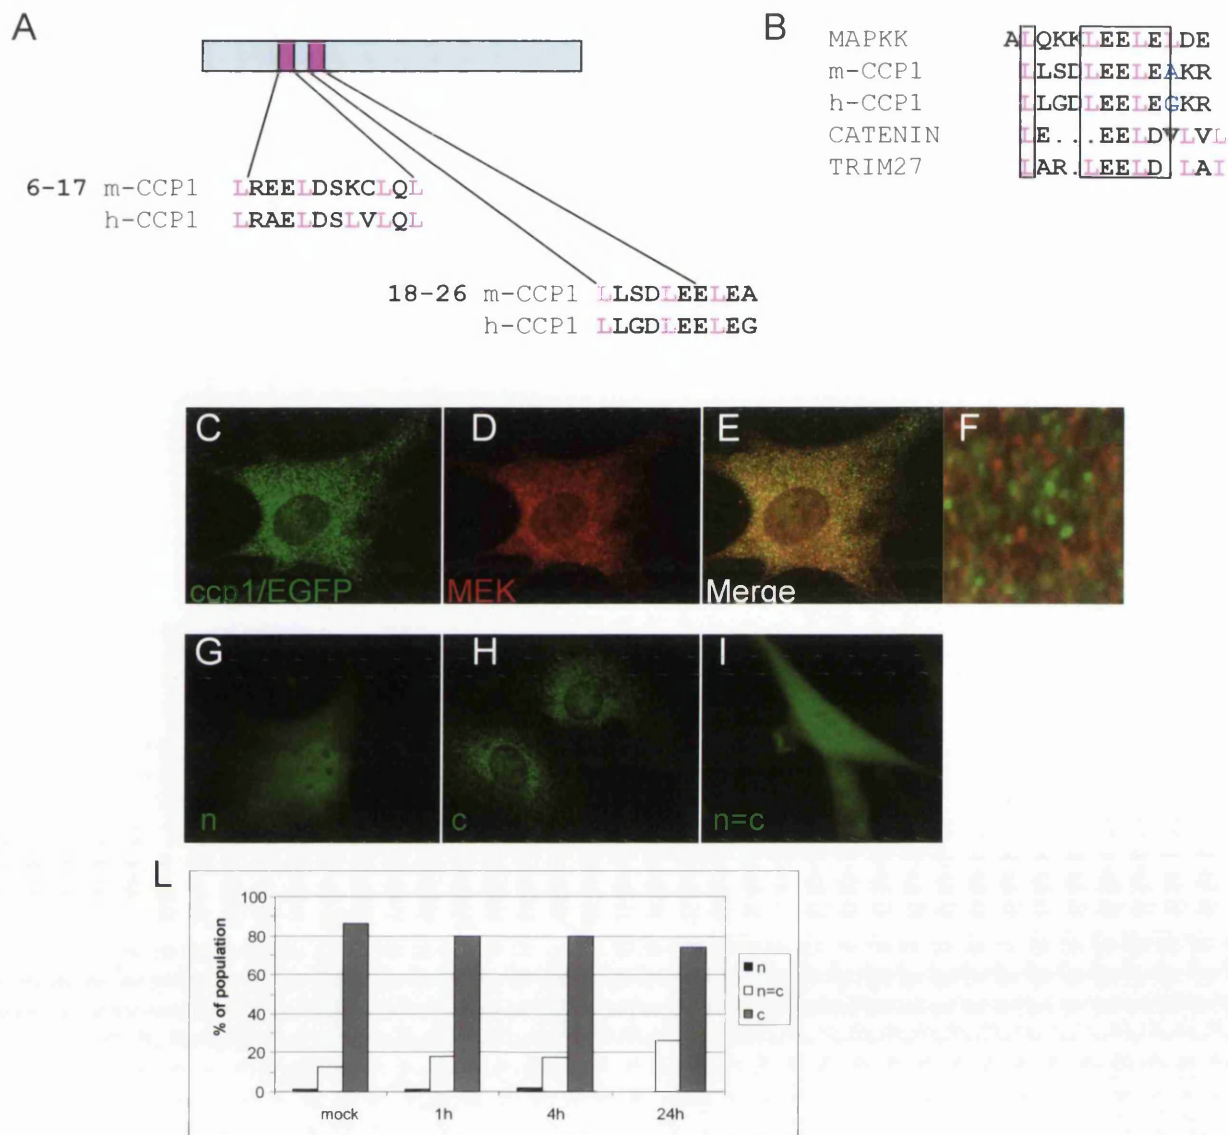 A
B
MAPKK ALQKKLEELELDE
m-CCP1 LLSDLEELEAKR
h-CCP1 LLGDLEELEGKR
CATENIN LE...EELDVLVL
TRIM27 LAR.LEELD.LAI
6-17 m-CCP1 LREELDSKCLQL
h-CCP1 LRAELDSLVLQL
18-26 m-CCP1 LLSDLEELEA
h-CCP1 LLGDLEELEG
C
D
E
F
ccp1/EGFP
MEK
Merge
G
H
I
n
c
n=c
L
100
80
60
40
20
0
% of population
mock
1h
4h
24h
n
n=c
c